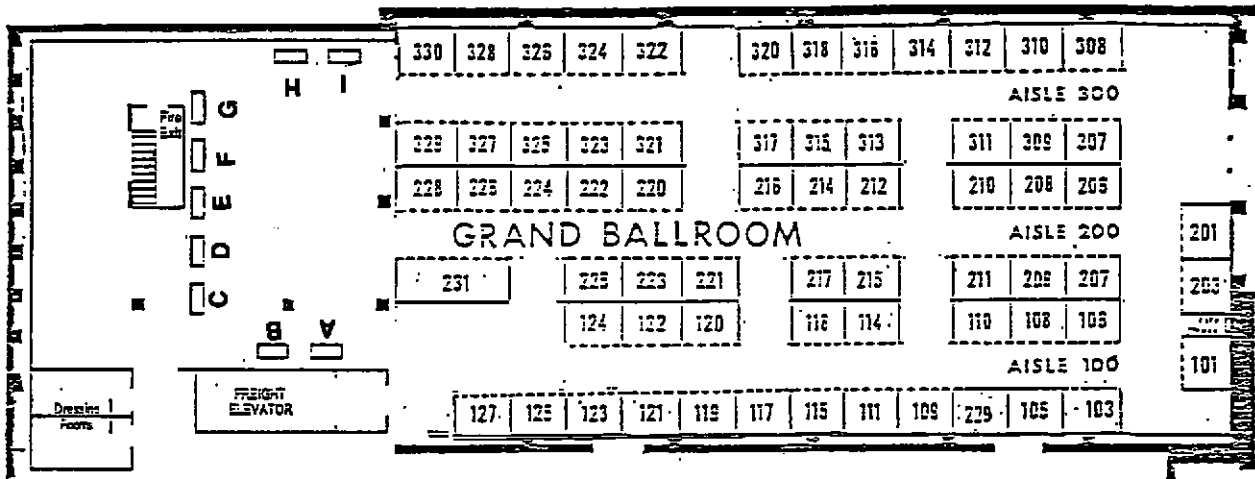 330 328 326 324 322 320 318 316 314 312 310 308
H I
AISLE 300
Fire
Exit
G
F
E
D
C
B A
329 327 325 323 321 317 315 313 311 309 307
228 226 224 222 220 216 214 212 210 208 206
GRAND BALLROOM
AISLE 200
201
231 225 223 221 217 215 211 209 207
203
124 122 120 118 114 110 108 106
AISLE 100
101
FREIGHT
ELEVATOR
Dressing
Rooms
127 125 123 121 119 117 115 111 109 229 105 103